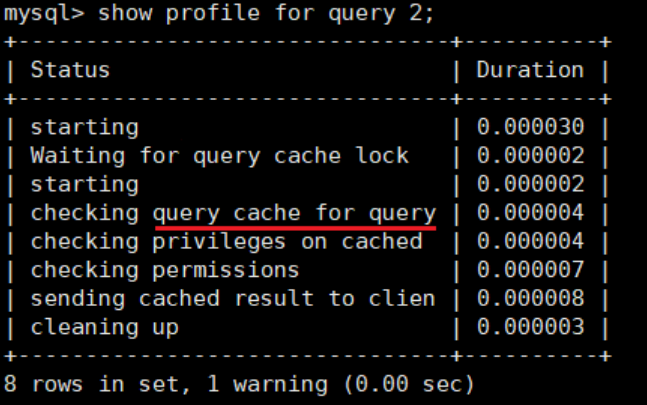 mysql> show profile for query 2;
+--------------------------------+----------+
| Status                         | Duration |
+--------------------------------+----------+
| starting                       | 0.000030 |
| Waiting for query cache lock   | 0.000002 |
| starting                       | 0.000002 |
| checking query cache for query | 0.000004 |
| checking privileges on cached  | 0.000004 |
| checking permissions           | 0.000007 |
| sending cached result to clien | 0.000008 |
| cleaning up                    | 0.000003 |
+--------------------------------+----------+
8 rows in set, 1 warning (0.00 sec)